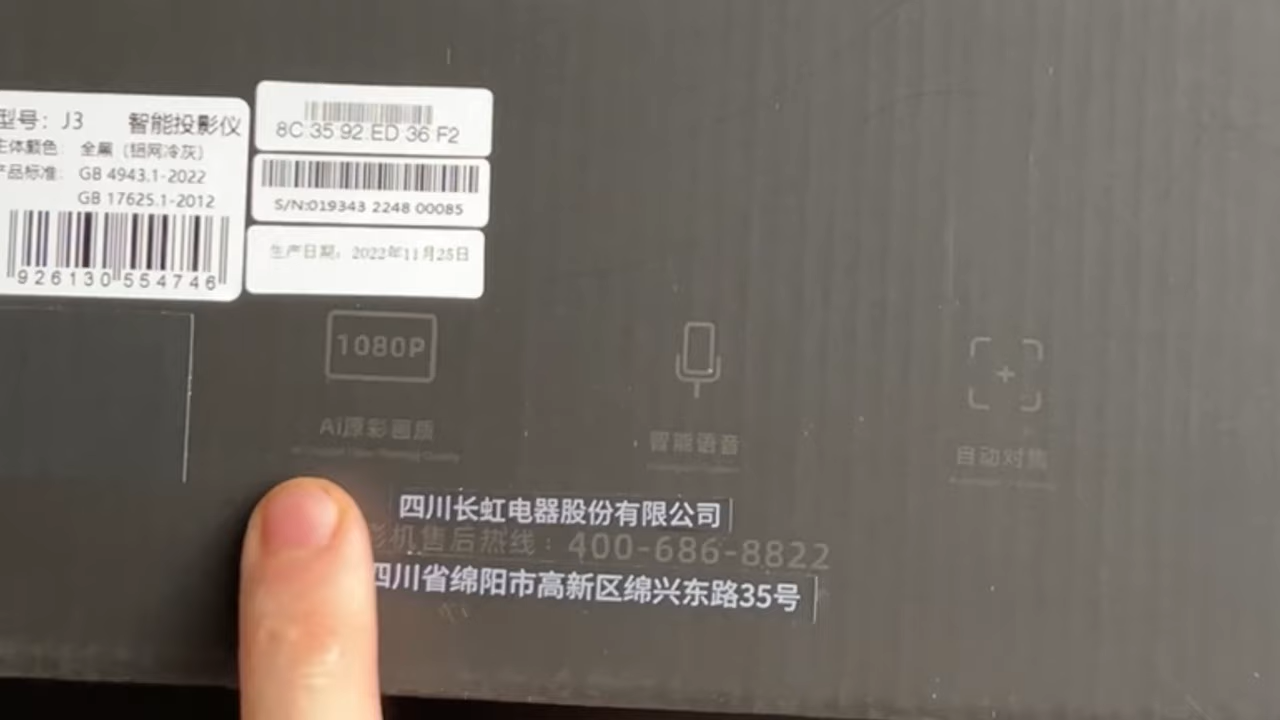 型号：J3 智能投影仪
主体颜色： 全黑（铝网冷灰）
产品标准： GB 4943.1-2022
GB 17625.1-2012
926130 554746
8C 35 92 ED 36 F2
S/N:019343 2248 00085
生产日期：2022年11月25日
1080P
AI原彩画质
智能语音
自动对焦
四川长虹电器股份有限公司
影机售后热线：400-686-8822
四川省绵阳市高新区绵兴东路35号